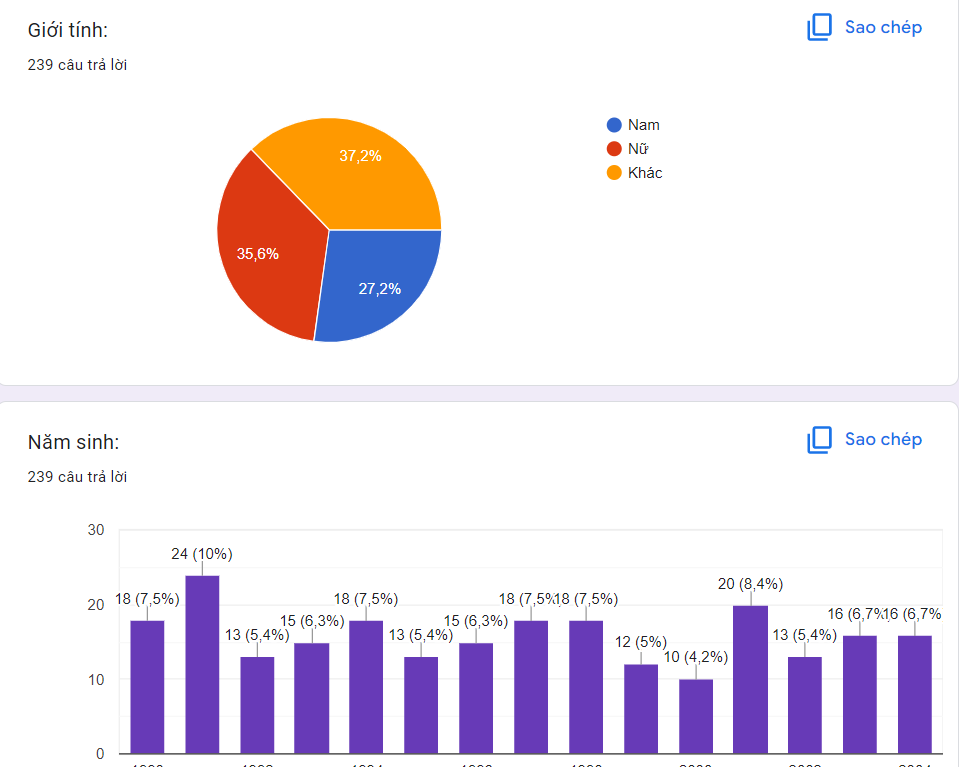 Giới tính:
Sao chép
239 câu trả lời
37,2%
35,6%
27,2%
Nam
Nữ
Khác
Năm sinh:
Sao chép
239 câu trả lời
30
20
10
0
18 (7,5%)
24 (10%)
13 (5,4%)
15 (6,3%)
18 (7,5%)
13 (5,4%)
15 (6,3%)
18 (7,5%
18 (7,5%)
12 (5%)
10 (4,2%)
20 (8,4%)
13 (5,4%)
16 (6,7%
16 (6,7%